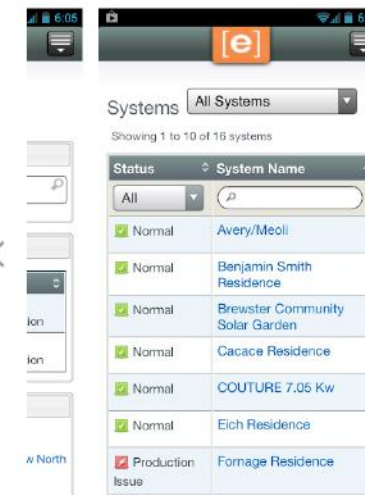 6:05
ion
ion
w North
6
[e]
Systems All Systems
Showing 1 to 10 of 16 systems
Status System Name
All
Normal Avery/Meoli
Normal Benjamin Smith
Residence
Normal Brewster Community
Solar Garden
Normal Cacace Residence
Normal COUTURE 7.05 Kw
Normal Eich Residence
Production Fornage Residence
Issue